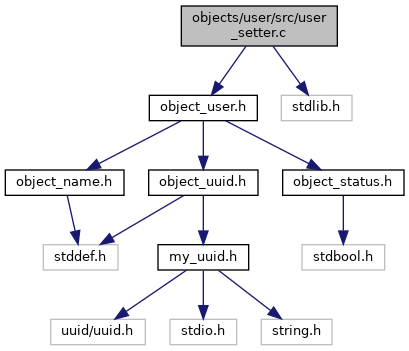 objects/user/src/user
_setter.c
object_user.h
stdlib.h
object_name.h
object_uuid.h
object_status.h
stddef.h
my_uuid.h
stdbool.h
uuid/uuid.h
stdio.h
string.h